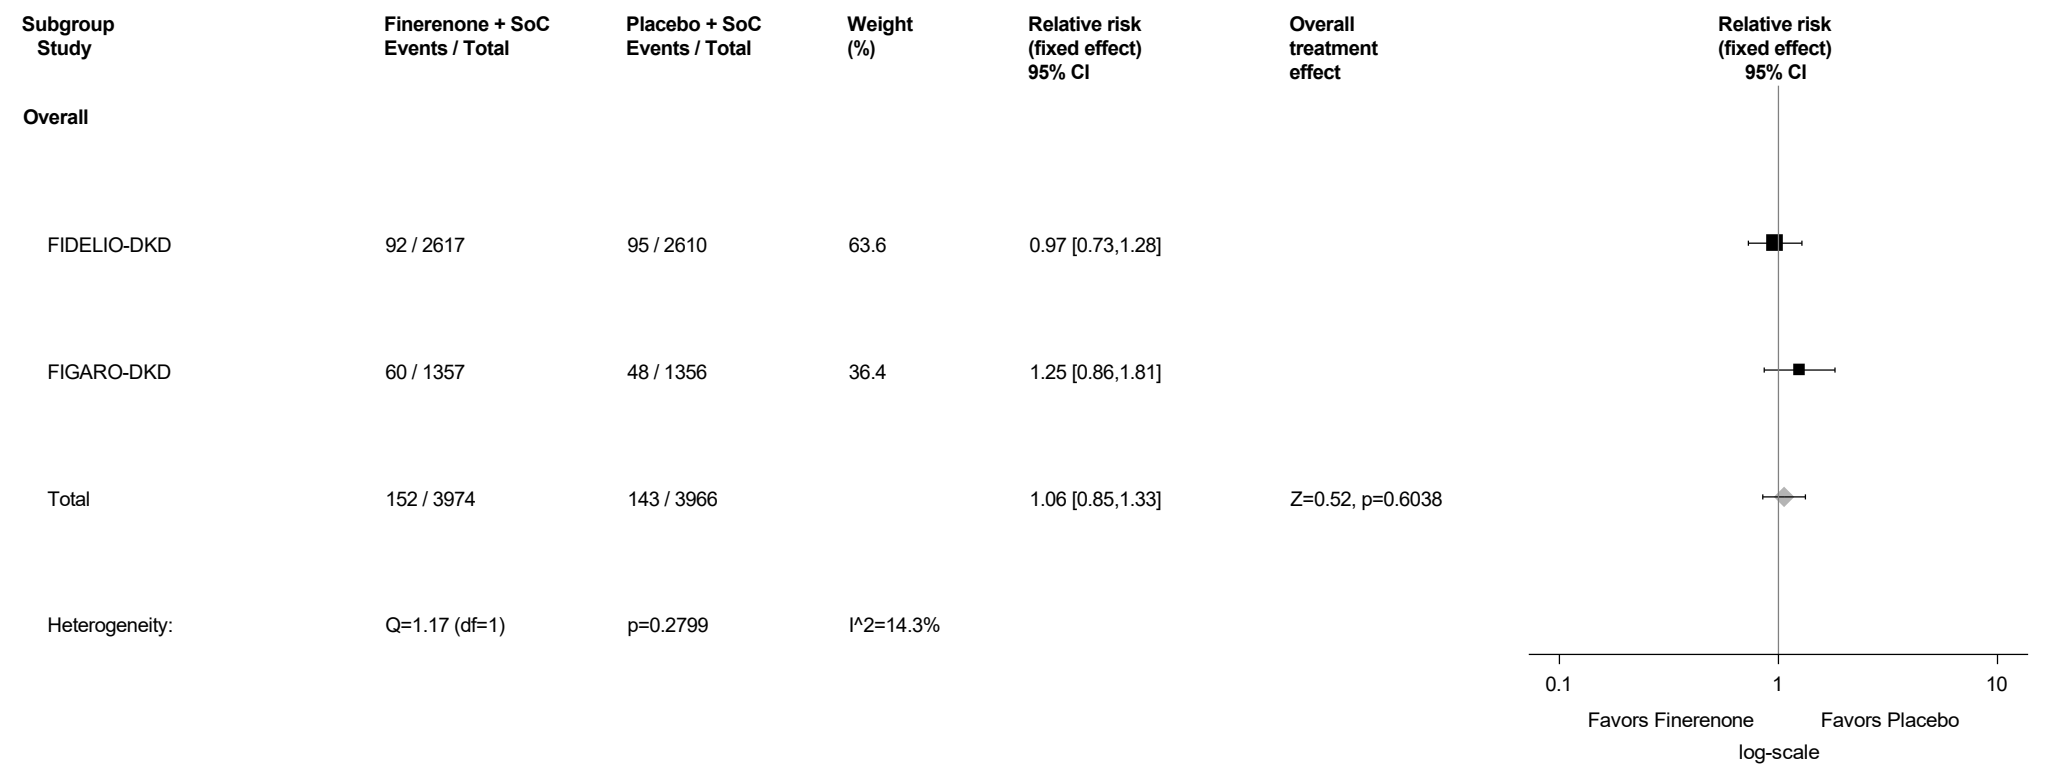 Subgroup Finerenone + SoC Placebo + SoC Weight Relative risk Overall Relative risk
Study Events / Total Events / Total (%) (fixed effect) treatment (fixed effect)
95% CI effect 95% CI
Overall
FIDELIO-DKD 92 / 2617 95 / 2610 63.6 0.97 [0.73,1.28]
FIGARO-DKD 60 / 1357 48 / 1356 36.4 1.25 [0.86,1.81]
Total 152 / 3974 143 / 3966 1.06 [0.85,1.33] Z=0.52, p=0.6038
Heterogeneity: Q=1.17 (df=1) p=0.2799 I^2=14.3%
0.1 1 10
Favors Finerenone Favors Placebo
log-scale